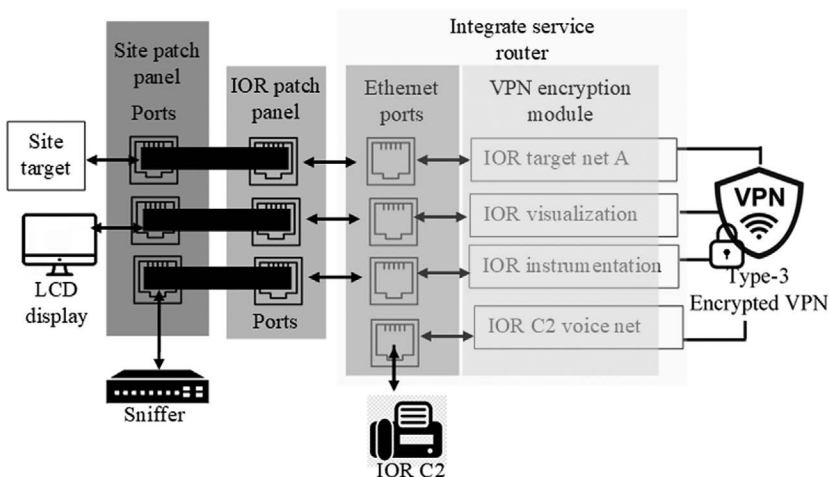 Integrate service
router
Site patch
panel
Ports
IOR patch
panel
Ethernet
ports
VPN encryption
module
Site
target
IOR target net A
VPN
IOR visualization
IOR instrumentation
LCD
display
Type-3
Encrypted VPN
Ports
IOR C2 voice net
Sniffer
IOR C2